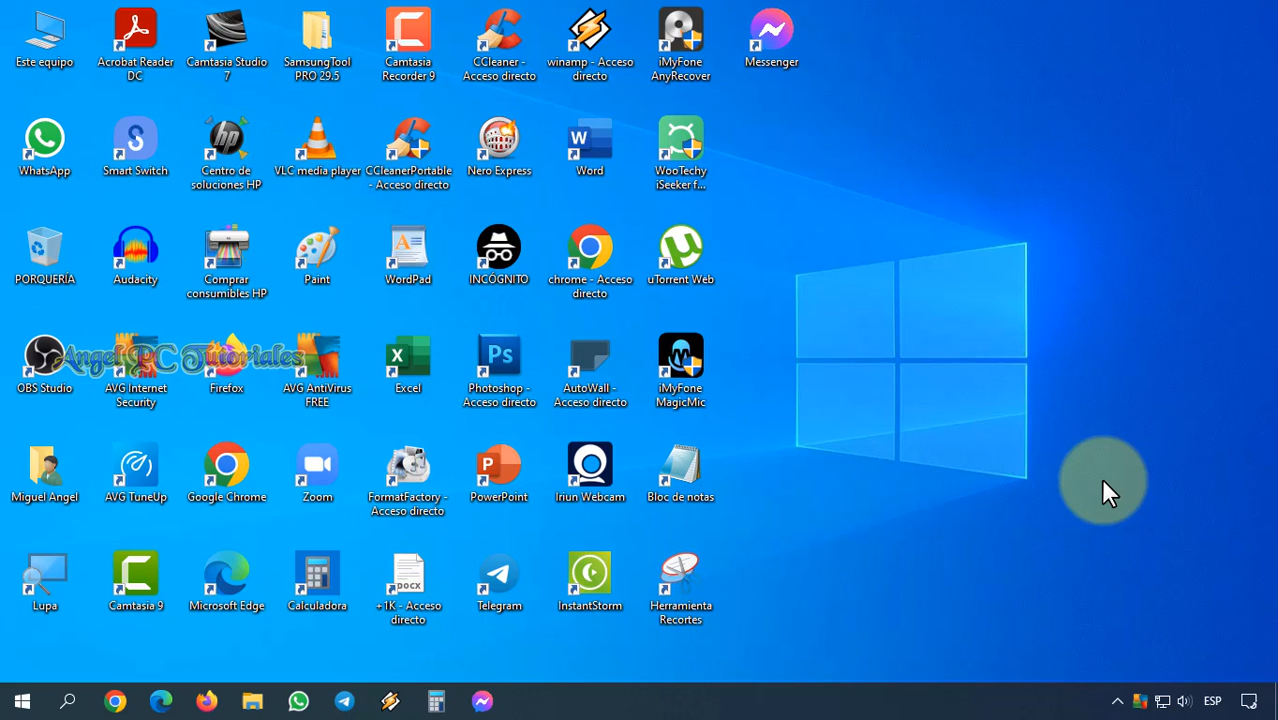 Este equipo
Acrobat Reader
DC
Camtasia Studio
7
SamsungTool
PRO 29.5
Camtasia
Recorder 9
CCleaner -
Acceso directo
winamp - Acceso
directo
iMyFone
AnyRecover
Messenger
WhatsApp
Smart Switch
Centro de
soluciones HP
VLC media player
CCleanerPortable
- Acceso directo
Nero Express
Word
WooTechy
iSeeker f...
PORQUERÍA
Audacity
Comprar
consumibles HP
Paint
WordPad
INCÓGNITO
chrome - Acceso
directo
uTorrent Web
Angel PC Tutoriales
OBS Studio
AVG Internet
Security
Firefox
AVG AntiVirus
FREE
Excel
Photoshop -
Acceso directo
AutoWall -
Acceso directo
iMyFone
MagicMic
Miguel Angel
AVG TuneUp
Google Chrome
Zoom
FormatFactory -
Acceso directo
PowerPoint
Iriun Webcam
Bloc de notas
Lupa
Camtasia 9
Microsoft Edge
Calculadora
DOCX
+1K - Acceso
directo
Telegram
InstantStorm
Herramienta
Recortes
ESP